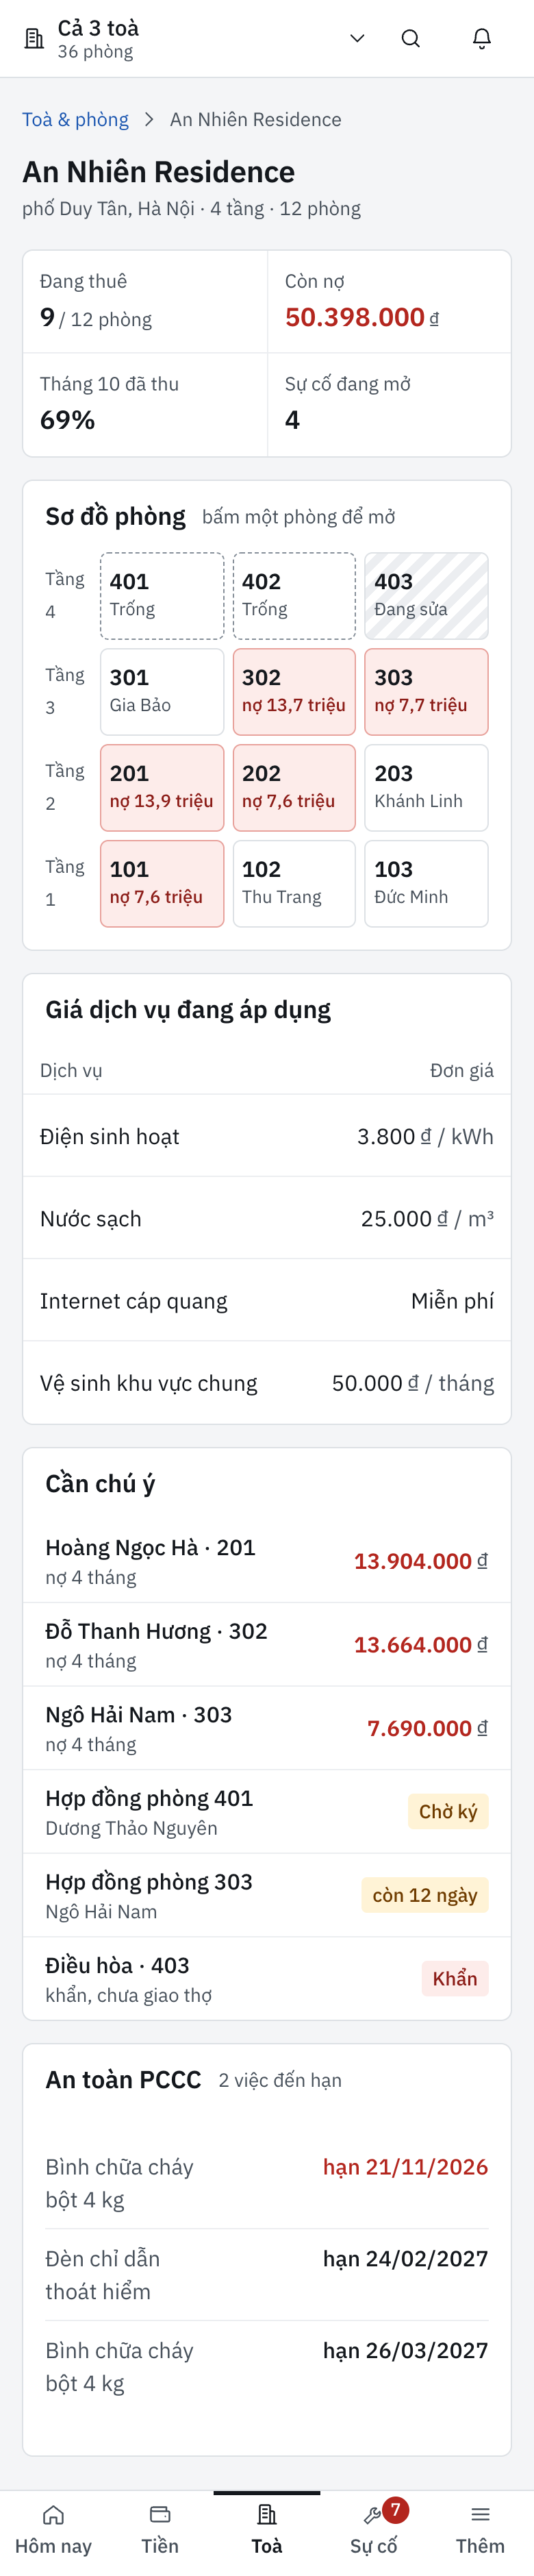 Cả 3 toà
36 phòng
Toà & phòng > An Nhiên Residence
An Nhiên Residence
phố Duy Tân, Hà Nội · 4 tầng · 12 phòng
Đang thuê
9 / 12 phòng
Còn nợ
50.398.000 ₫
Tháng 10 đã thu
69%
Sự cố đang mở
4
Sơ đồ phòng bấm một phòng để mở
Tầng 4
401
Trống
402
Trống
403
Đang sửa
Tầng 3
301
Gia Bảo
302
nợ 13,7 triệu
303
nợ 7,7 triệu
Tầng 2
201
nợ 13,9 triệu
202
nợ 7,6 triệu
203
Khánh Linh
Tầng 1
101
nợ 7,6 triệu
102
Thu Trang
103
Đức Minh
Giá dịch vụ đang áp dụng
Dịch vụ Đơn giá
Điện sinh hoạt 3.800 ₫ / kWh
Nước sạch 25.000 ₫ / m³
Internet cáp quang Miễn phí
Vệ sinh khu vực chung 50.000 ₫ / tháng
Cần chú ý
Hoàng Ngọc Hà · 201
nợ 4 tháng
13.904.000 ₫
Đỗ Thanh Hương · 302
nợ 4 tháng
13.664.000 ₫
Ngô Hải Nam · 303
nợ 4 tháng
7.690.000 ₫
Hợp đồng phòng 401
Dương Thảo Nguyên
Chờ ký
Hợp đồng phòng 303
Ngô Hải Nam
còn 12 ngày
Điều hòa · 403
khẩn, chưa giao thợ
Khẩn
An toàn PCCC 2 việc đến hạn
Bình chữa cháy
bột 4 kg
hạn 21/11/2026
Đèn chỉ dẫn
thoát hiểm
hạn 24/02/2027
Bình chữa cháy
bột 4 kg
hạn 26/03/2027
Hôm nay
Tiền
Toà
7
Sự cố
Thêm